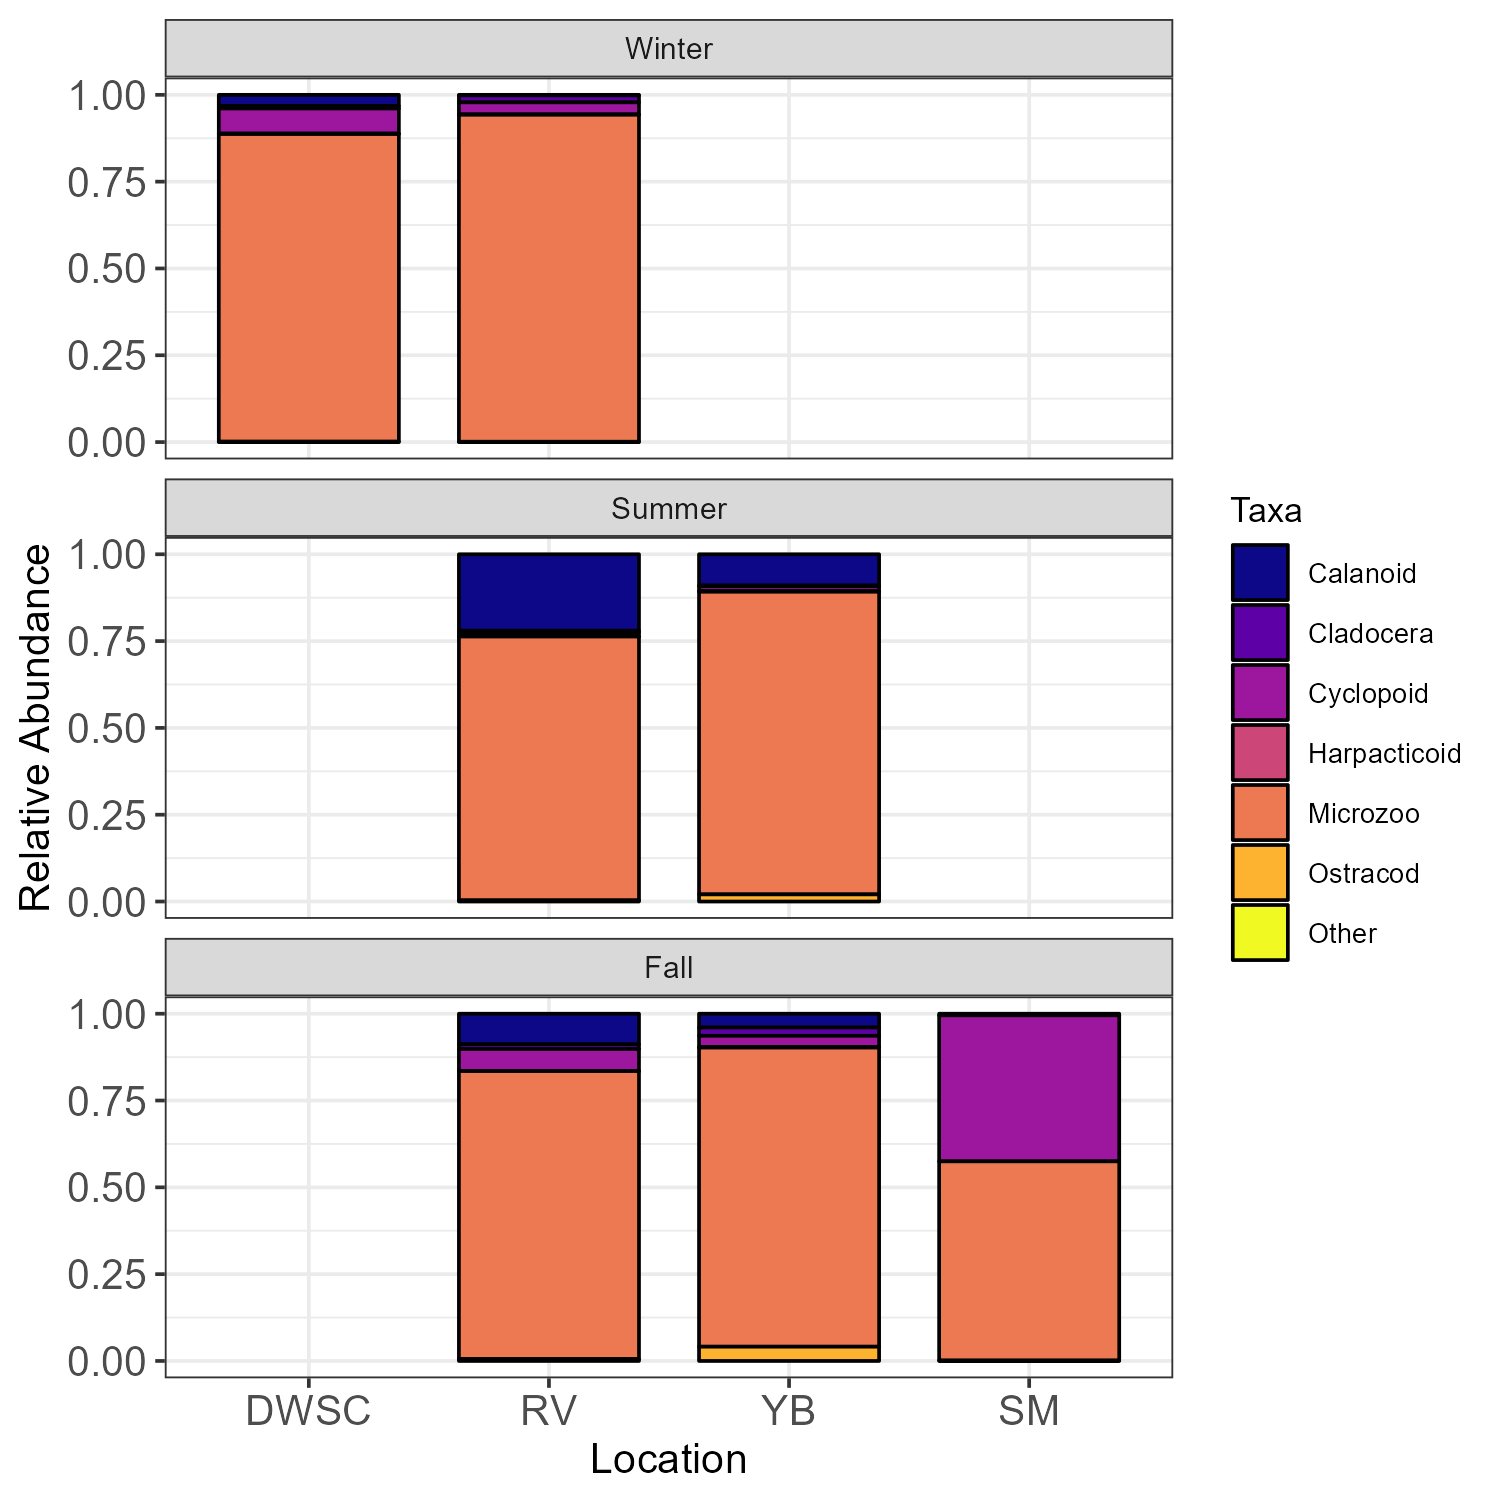 Winter
1.00
0.75
0.50
0.25
0.00
Summer
1.00
0.75
0.50
0.25
0.00
Fall
1.00
0.75
0.50
0.25
0.00
DWSC RV YB SM
Location
Relative Abundance
Taxa
Calanoid
Cladocera
Cyclopoid
Harpacticoid
Microzoo
Ostracod
Other